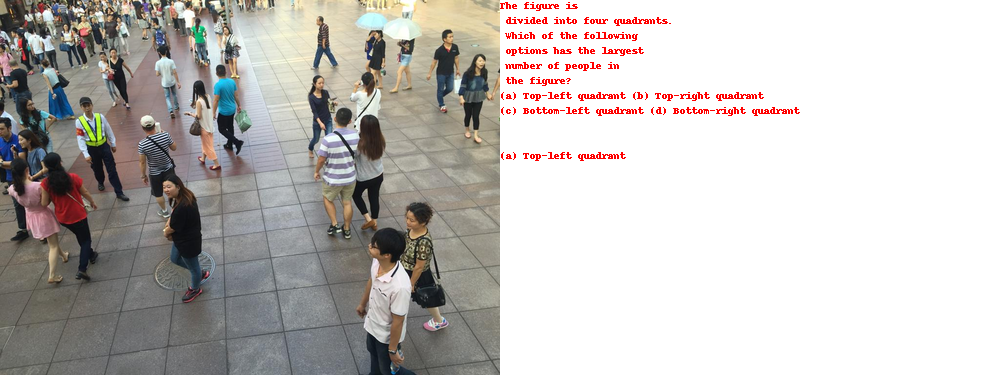 The figure is
divided into four quadrants.
Which of the following
options has the largest
number of people in
the figure?
(a) Top-left quadrant (b) Top-right quadrant
(c) Bottom-left quadrant (d) Bottom-right quadrant
(a) Top-left quadrant